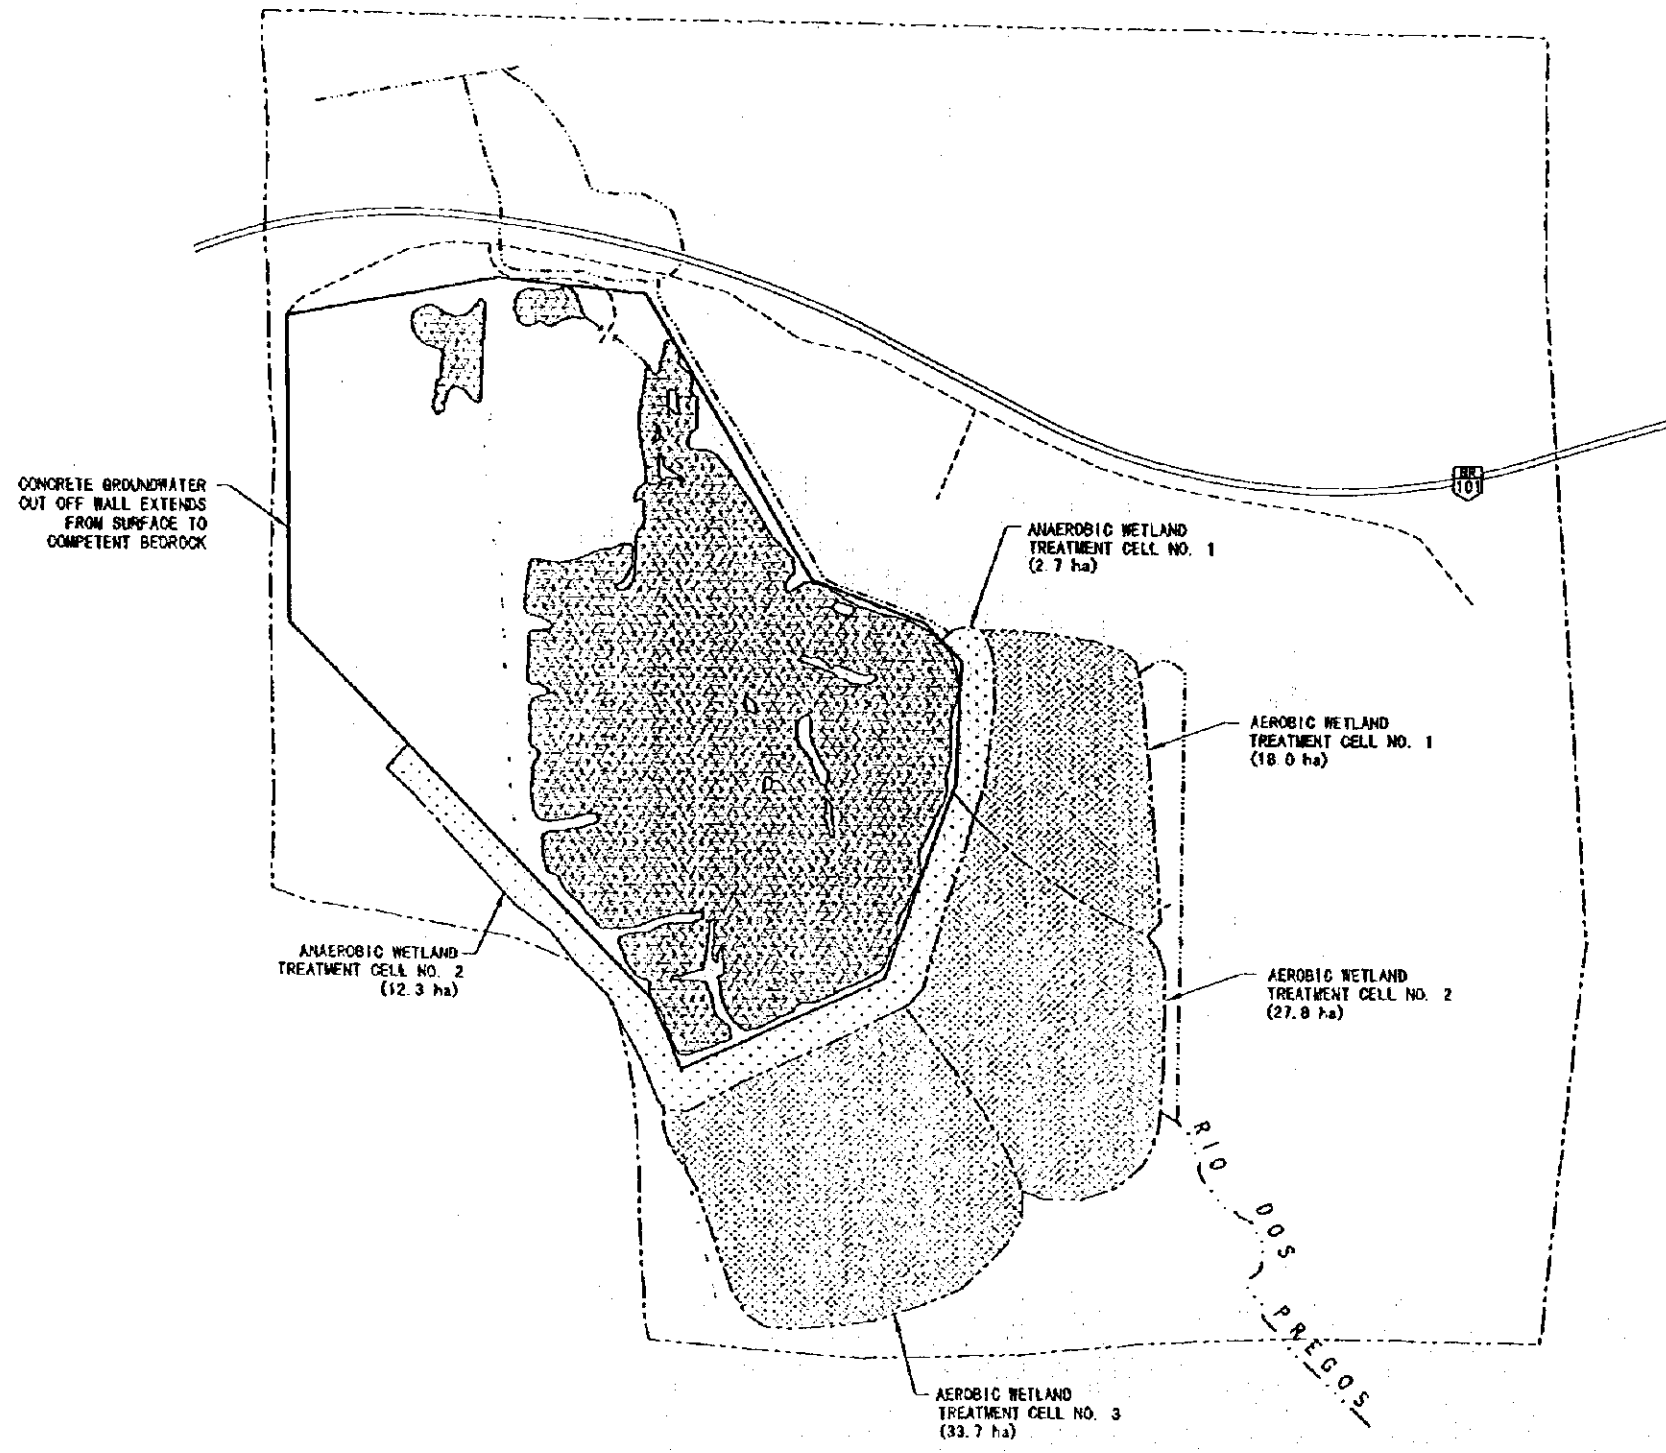 CONCRETE GROUNDWATER
CUT OFF WALL EXTENDS
FROM SURFACE TO
COMPETENT BEDROCK
BR
101
ANAEROBIC WETLAND
TREATMENT CELL NO. 1
(2.7 ha)
AEROBIC WETLAND
TREATMENT CELL NO. 1
(18.0 ha)
ANAEROBIC WETLAND
TREATMENT CELL NO. 2
(12.3 ha)
AEROBIC WETLAND
TREATMENT CELL NO. 2
(27.8 ha)
RIO DOS PREGOS
AEROBIC WETLAND
TREATMENT CELL NO. 3
(33.7 ha)